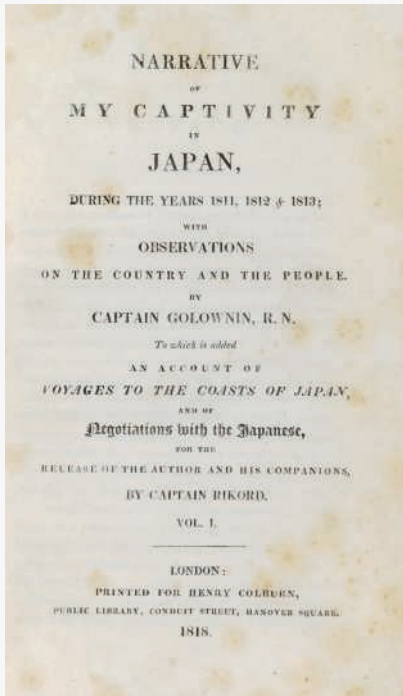 NARRATIVE
OF
MY CAPTIVITY
IN
JAPAN,
DURING THE YEARS 1811, 1812 & 1813;
WITH
OBSERVATIONS
ON THE COUNTRY AND THE PEOPLE.
BY
CAPTAIN GOLOWNIN, R. N.
To which is added
AN ACCOUNT OF
VOYAGES TO THE COASTS OF JAPAN,
AND OF
Negotiations with the Japanese,
FOR THE
RELEASE OF THE AUTHOR AND HIS COMPANIONS,
BY CAPTAIN RIKORD.
VOL. I.
LONDON:
PRINTED FOR HENRY COLBURN,
PUBLIC LIBRARY, CONDUIT STREET, HANOVER SQUARE.
1818.